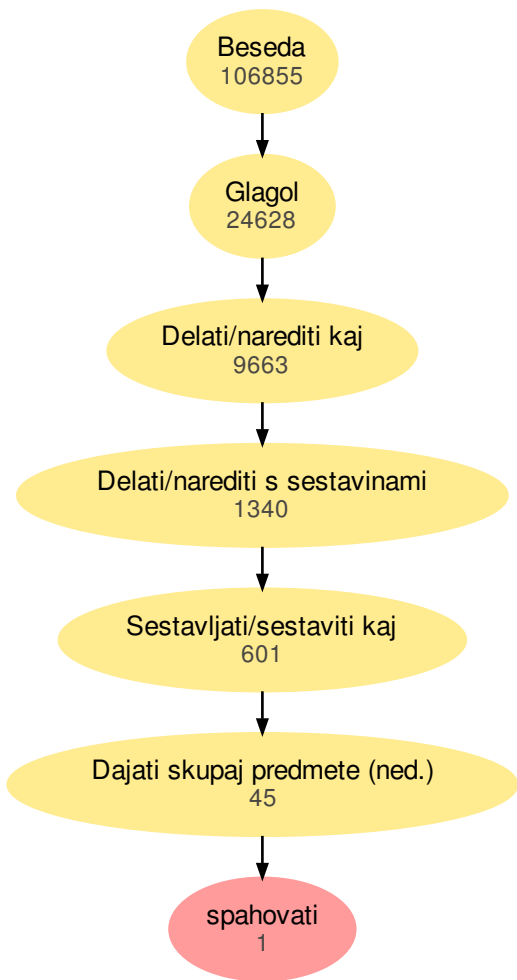 Beseda
106855
Glagol
24628
Delati/narediti kaj
9663
Delati/narediti s sestavinami
1340
Sestavljati/sestaviti kaj
601
Dajati skupaj predmete (ned.)
45
spahovati
1